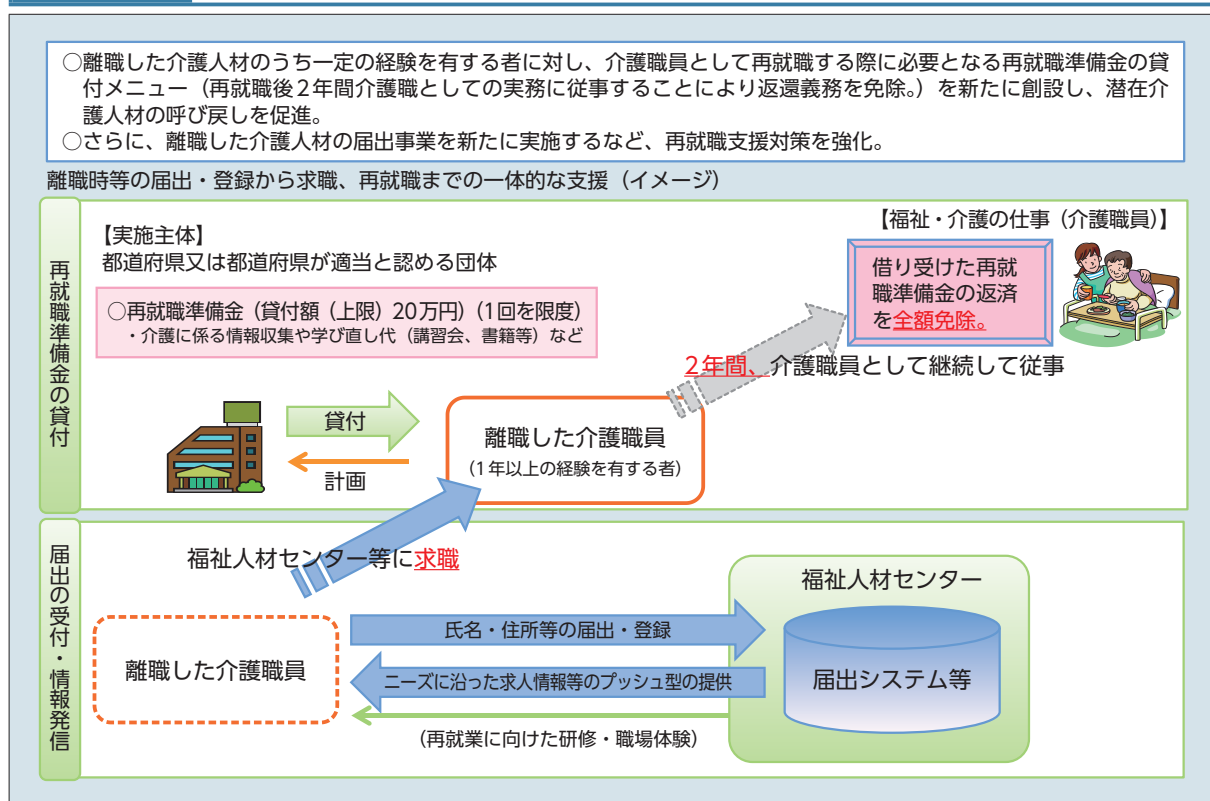 ○離職した介護人材のうち一定の経験を有する者に対し、介護職員として再就職する際に必要となる再就職準備金の貸
付メニュー（再就職後２年間介護職としての実務に従事することにより返還義務を免除。）を新たに創設し、潜在介
護人材の呼び戻しを促進。
○さらに、離職した介護人材の届出事業を新たに実施するなど、再就職支援対策を強化。
離職時等の届出・登録から求職、再就職までの一体的な支援（イメージ）
再就職準備金の貸付
【実施主体】
都道府県又は都道府県が適当と認める団体
○再就職準備金（貸付額（上限）20万円）（1回を限度）
・介護に係る情報収集や学び直し代（講習会、書籍等）など
【福祉・介護の仕事（介護職員）】
借り受けた再就
職準備金の返済
を全額免除。
２年間、介護職員として継続して従事
貸付
計画
離職した介護職員
（1年以上の経験を有する者）
届出の受付・情報発信
福祉人材センター等に求職
離職した介護職員
氏名・住所等の届出・登録
ニーズに沿った求人情報等のプッシュ型の提供
（再就業に向けた研修・職場体験）
福祉人材センター
届出システム等